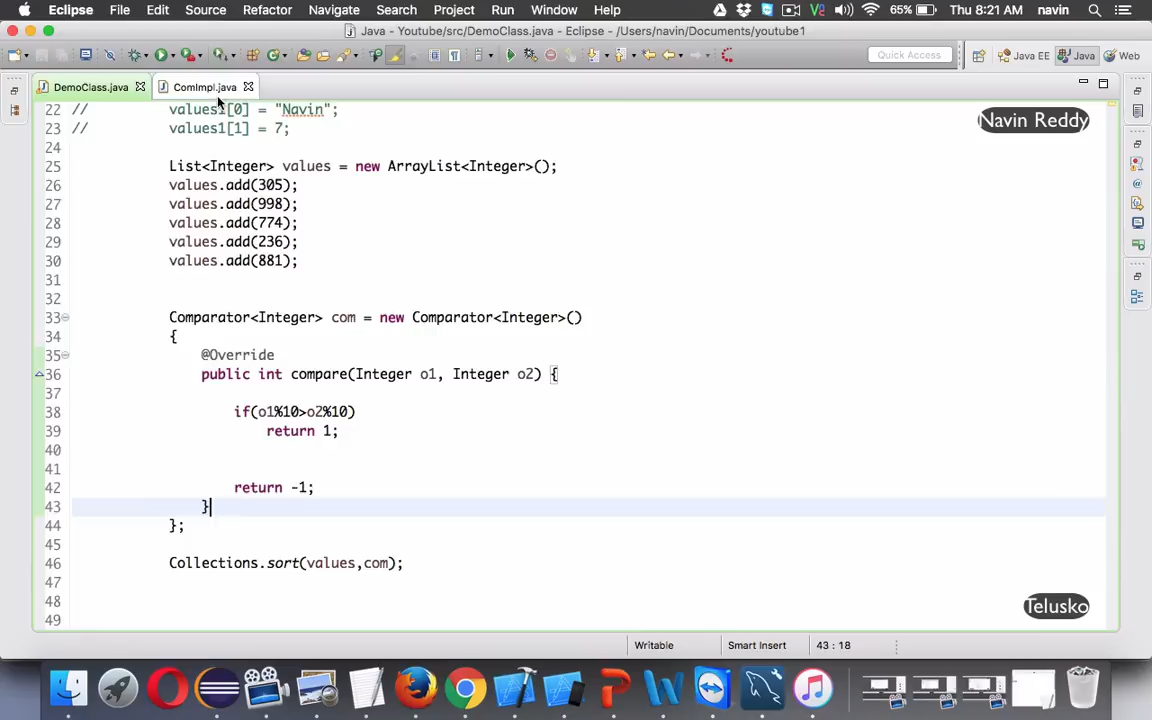 Eclipse File Edit Source Refactor Navigate Search Project Run Window Help 65% Thu 8:21 AM navin
Java - Youtube/src/DemoClass.java - Eclipse - /Users/navin/Documents/youtube1
Quick Access Java EE Java Web
DemoClass.java ComImpl.java
22 // values1[0] = "Navin";
23 // values1[1] = 7;
24
25 List<Integer> values = new ArrayList<Integer>();
26 values.add(305);
27 values.add(998);
28 values.add(774);
29 values.add(236);
30 values.add(881);
31
32
33 Comparator<Integer> com = new Comparator<Integer>()
34 {
35 @Override
36 public int compare(Integer o1, Integer o2) {
37
38 if(o1%10>o2%10)
39 return 1;
40
41
42 return -1;
43 }
44 };
45
46 Collections.sort(values,com);
47
48
49
Navin Reddy
Telusko
Writable Smart Insert 43 : 18